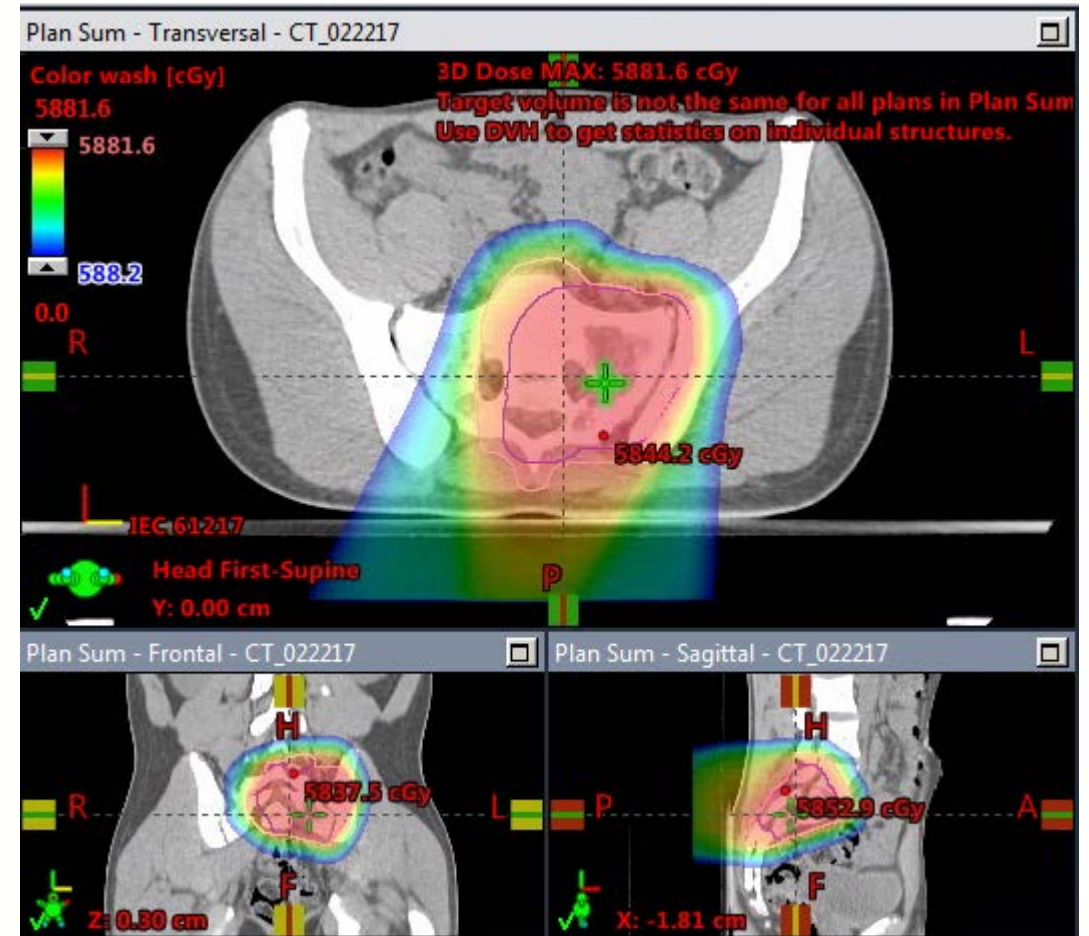 Plan Sum - Transversal - CT_022217
Color wash [cGy]
5881.6
5881.6
588.2
0.0
3D Dose MAX: 5881.6 cGy
Target volume is not the same for all plans in Plan Sum
Use DVH to get statistics on individual structures.
R
L
5844.2 cGy
IEC 61217
Head First-Supine
Y: 0.00 cm
P
Plan Sum - Frontal - CT_022217
H
R
L
5837.5 cGy
F
Z: 0.30 cm
Plan Sum - Sagittal - CT_022217
H
P
A
5852.9 cGy
F
X: -1.81 cm